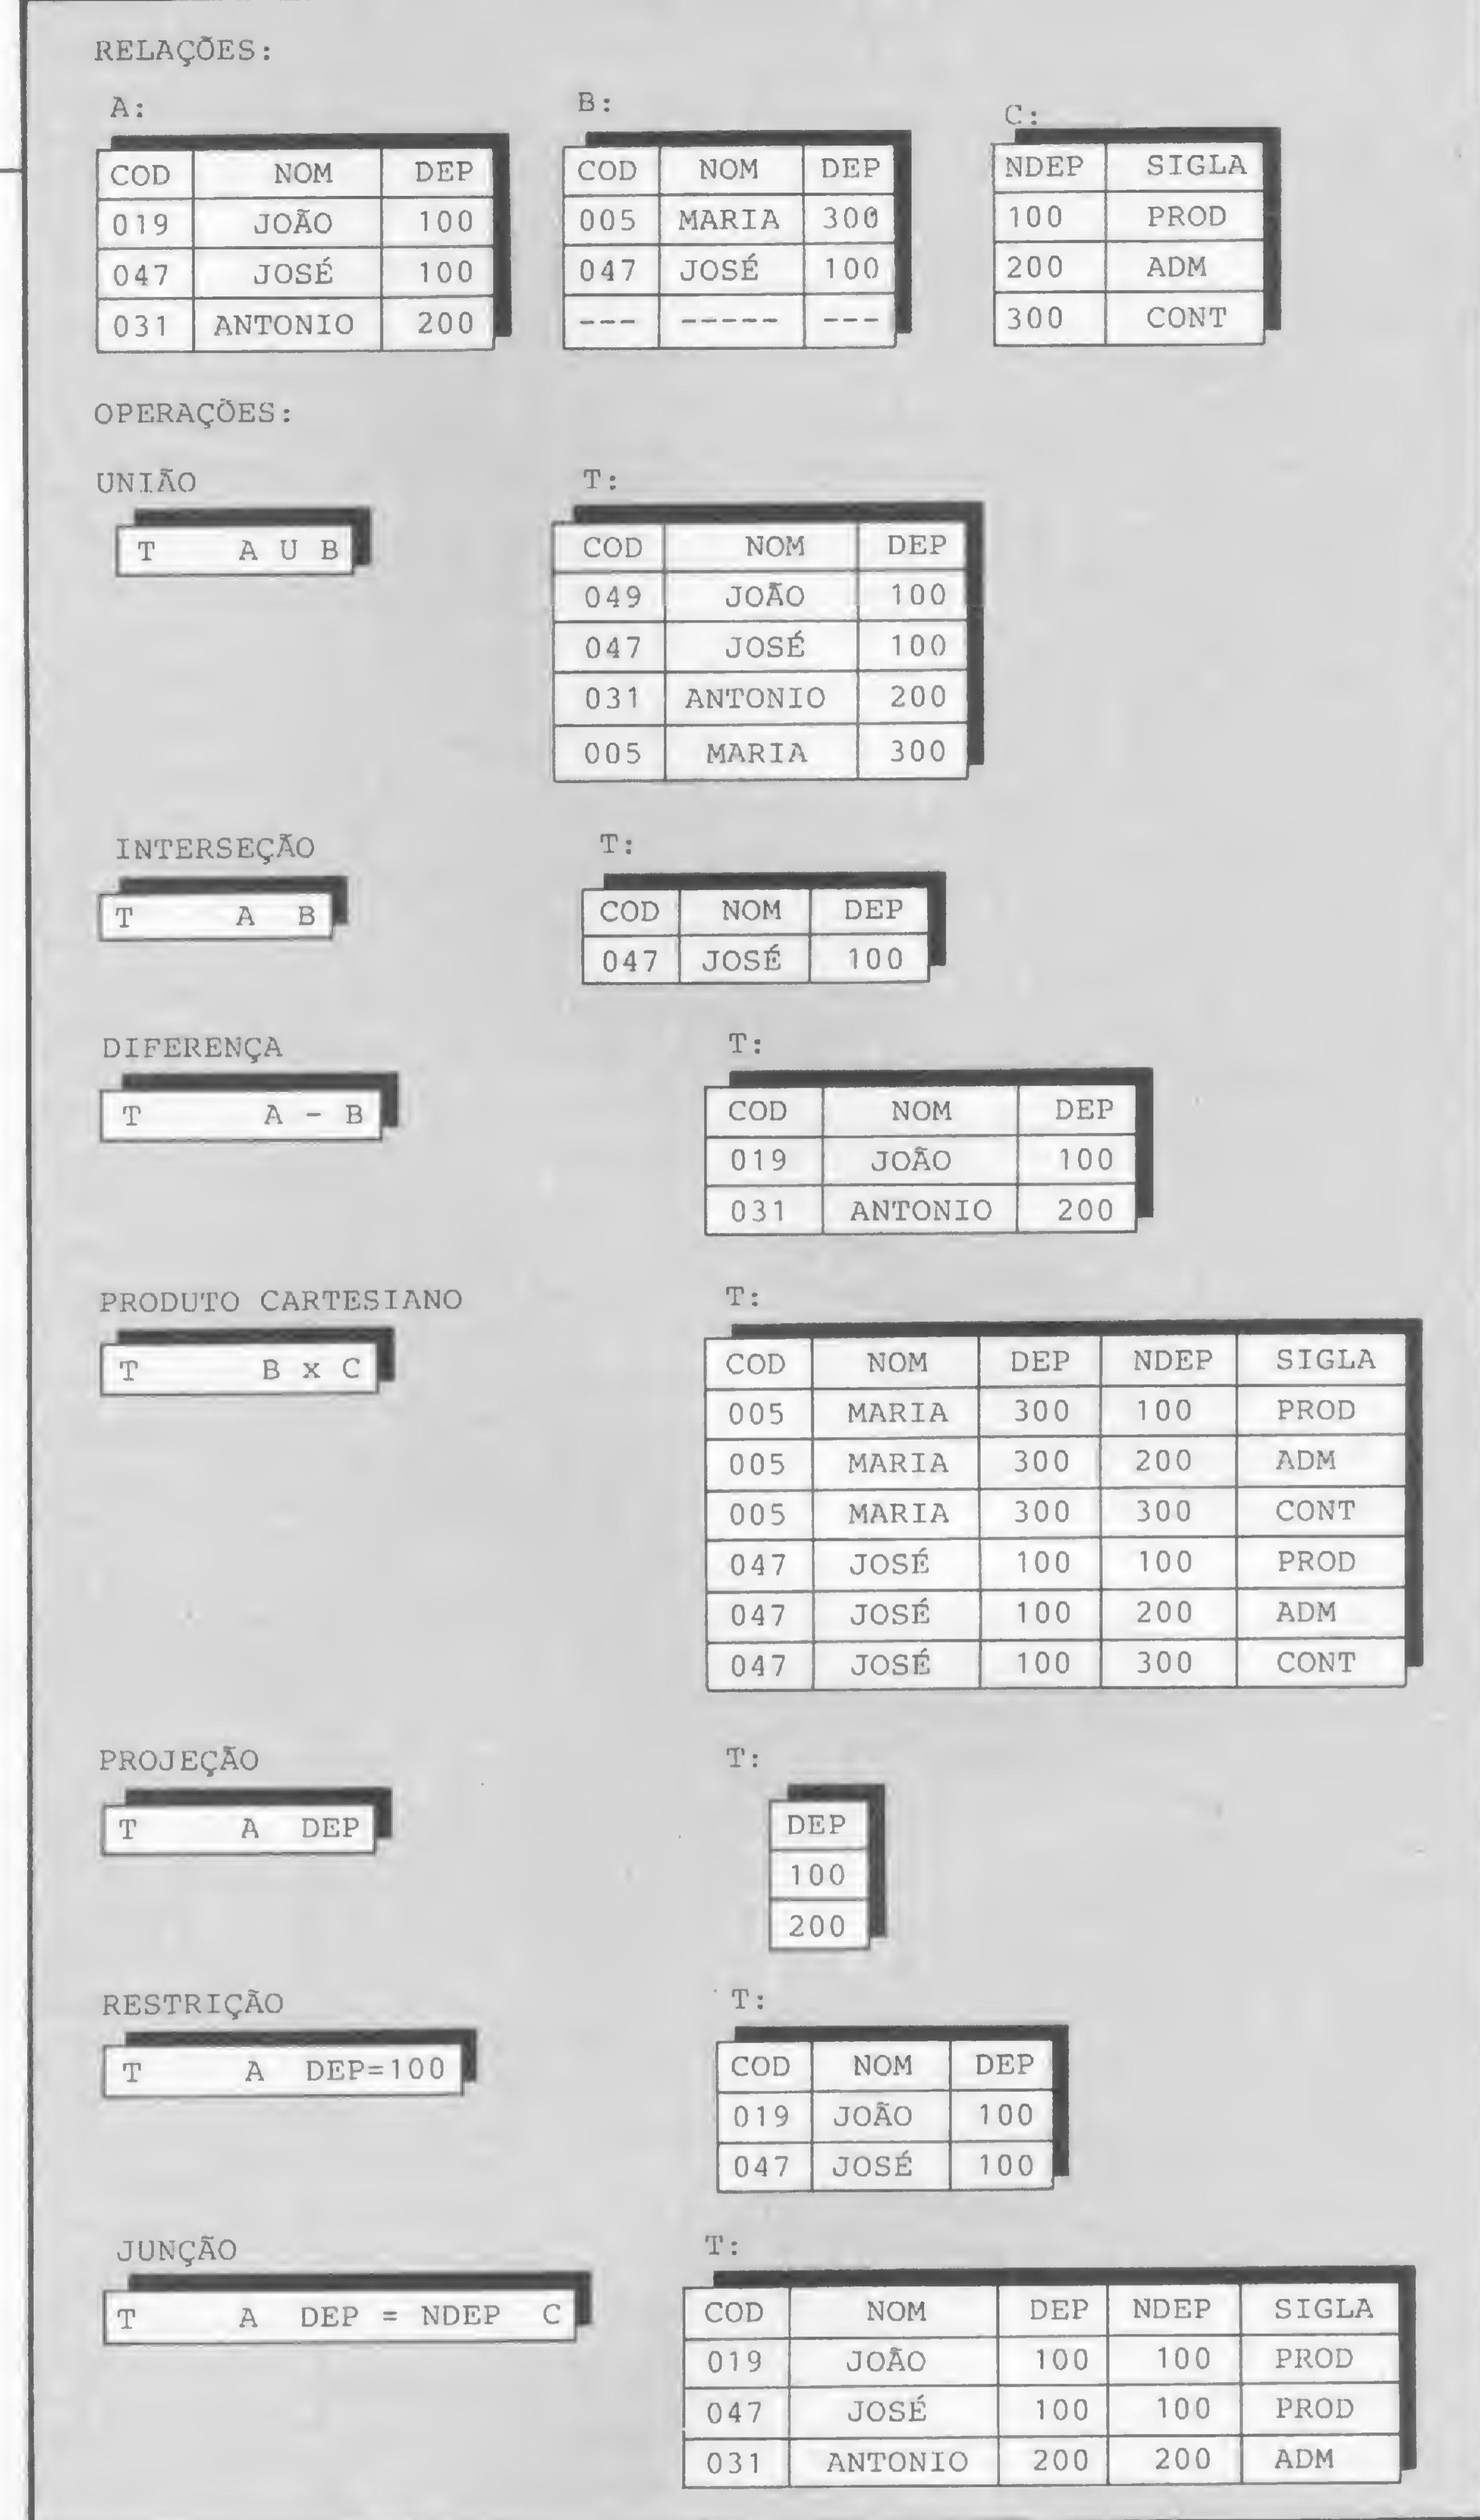 RELAÇÕES:
A: B: C:
COD NOM DEP COD NOM DEP NDEP SIGLA
019 JOÃO 100 005 MARIA 300 100 PROD
047 JOSÉ 100 047 JOSÉ 100 200 ADM
031 ANTONIO 200 --- ----- --- 300 CONT
OPERAÇÕES:
UNIÃO T:
T A U B
COD NOM DEP
049 JOÃO 100
047 JOSÉ 100
031 ANTONIO 200
005 MARIA 300
INTERSEÇÃO T:
T A B
COD NOM DEP
047 JOSÉ 100
DIFERENÇA T:
T A - B
COD NOM DEP
019 JOÃO 100
031 ANTONIO 200
PRODUTO CARTESIANO T:
T B x C
COD NOM DEP NDEP SIGLA
005 MARIA 300 100 PROD
005 MARIA 300 200 ADM
005 MARIA 300 300 CONT
047 JOSÉ 100 100 PROD
047 JOSÉ 100 200 ADM
047 JOSÉ 100 300 CONT
PROJEÇÃO T:
T A DEP
DEP
100
200
RESTRIÇÃO T:
T A DEP=100
COD NOM DEP
019 JOÃO 100
047 JOSÉ 100
JUNÇÃO T:
T A DEP = NDEP C
COD NOM DEP NDEP SIGLA
019 JOÃO 100 100 PROD
047 JOSÉ 100 100 PROD
031 ANTONIO 200 200 ADM